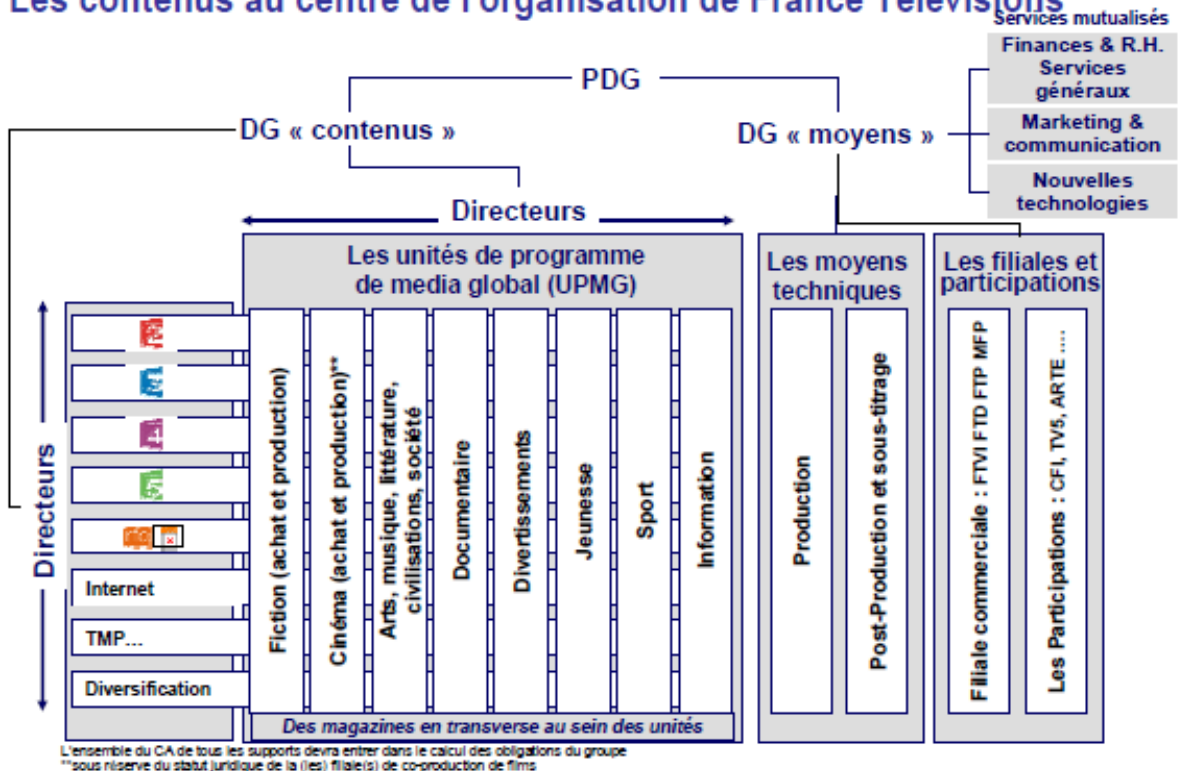 Les contenus au centre de l'organisation de France Télévisions
Services mutualisés
Finances & R.H.
Services
généraux
PDG
DG « contenus »
DG « moyens »
Marketing &
communication
Nouvelles
technologies
Directeurs
Les unités de programme
de media global (UPMG)
Les moyens
techniques
Les filiales et
participations
Directeurs
Internet
TMP...
Diversification
Fiction (achat et production)
Cinéma (achat et production)**
Arts, musique, littérature,
civilisations, société
Documentaire
Divertissements
Jeunesse
Sport
Information
Production
Post-Production et sous-titrage
Filiale commerciale : FTVI FTD FTP MFP
Les Participations : CFI, TV5, ARTE ....
Des magazines en transverse au sein des unités
L'ensemble du CA de tous les supports devra entrer dans le calcul des obligations du groupe
**sous réserve du statut juridique de la (les) filiale(s) de co-production de films